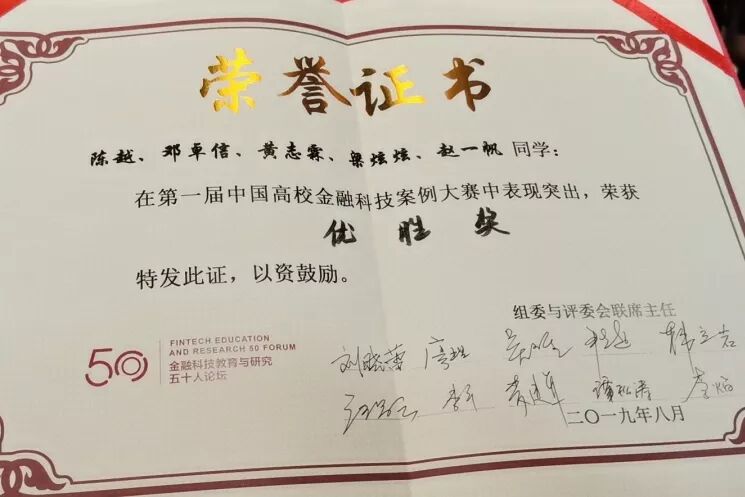 荣誉证书
陈越、邓卓信、黄志霖、梁炫炫、赵一帆 同学：
在第一届中国高校金融科技案例大赛中表现突出，荣获
优胜奖
特发此证，以资鼓励。
组委与评委会联席主任
50
FINTECH EDUCATION
AND RESEARCH 50 FORUM
金融科技教育与研究
五十人论坛
刘晓蕾
二〇一九年八月